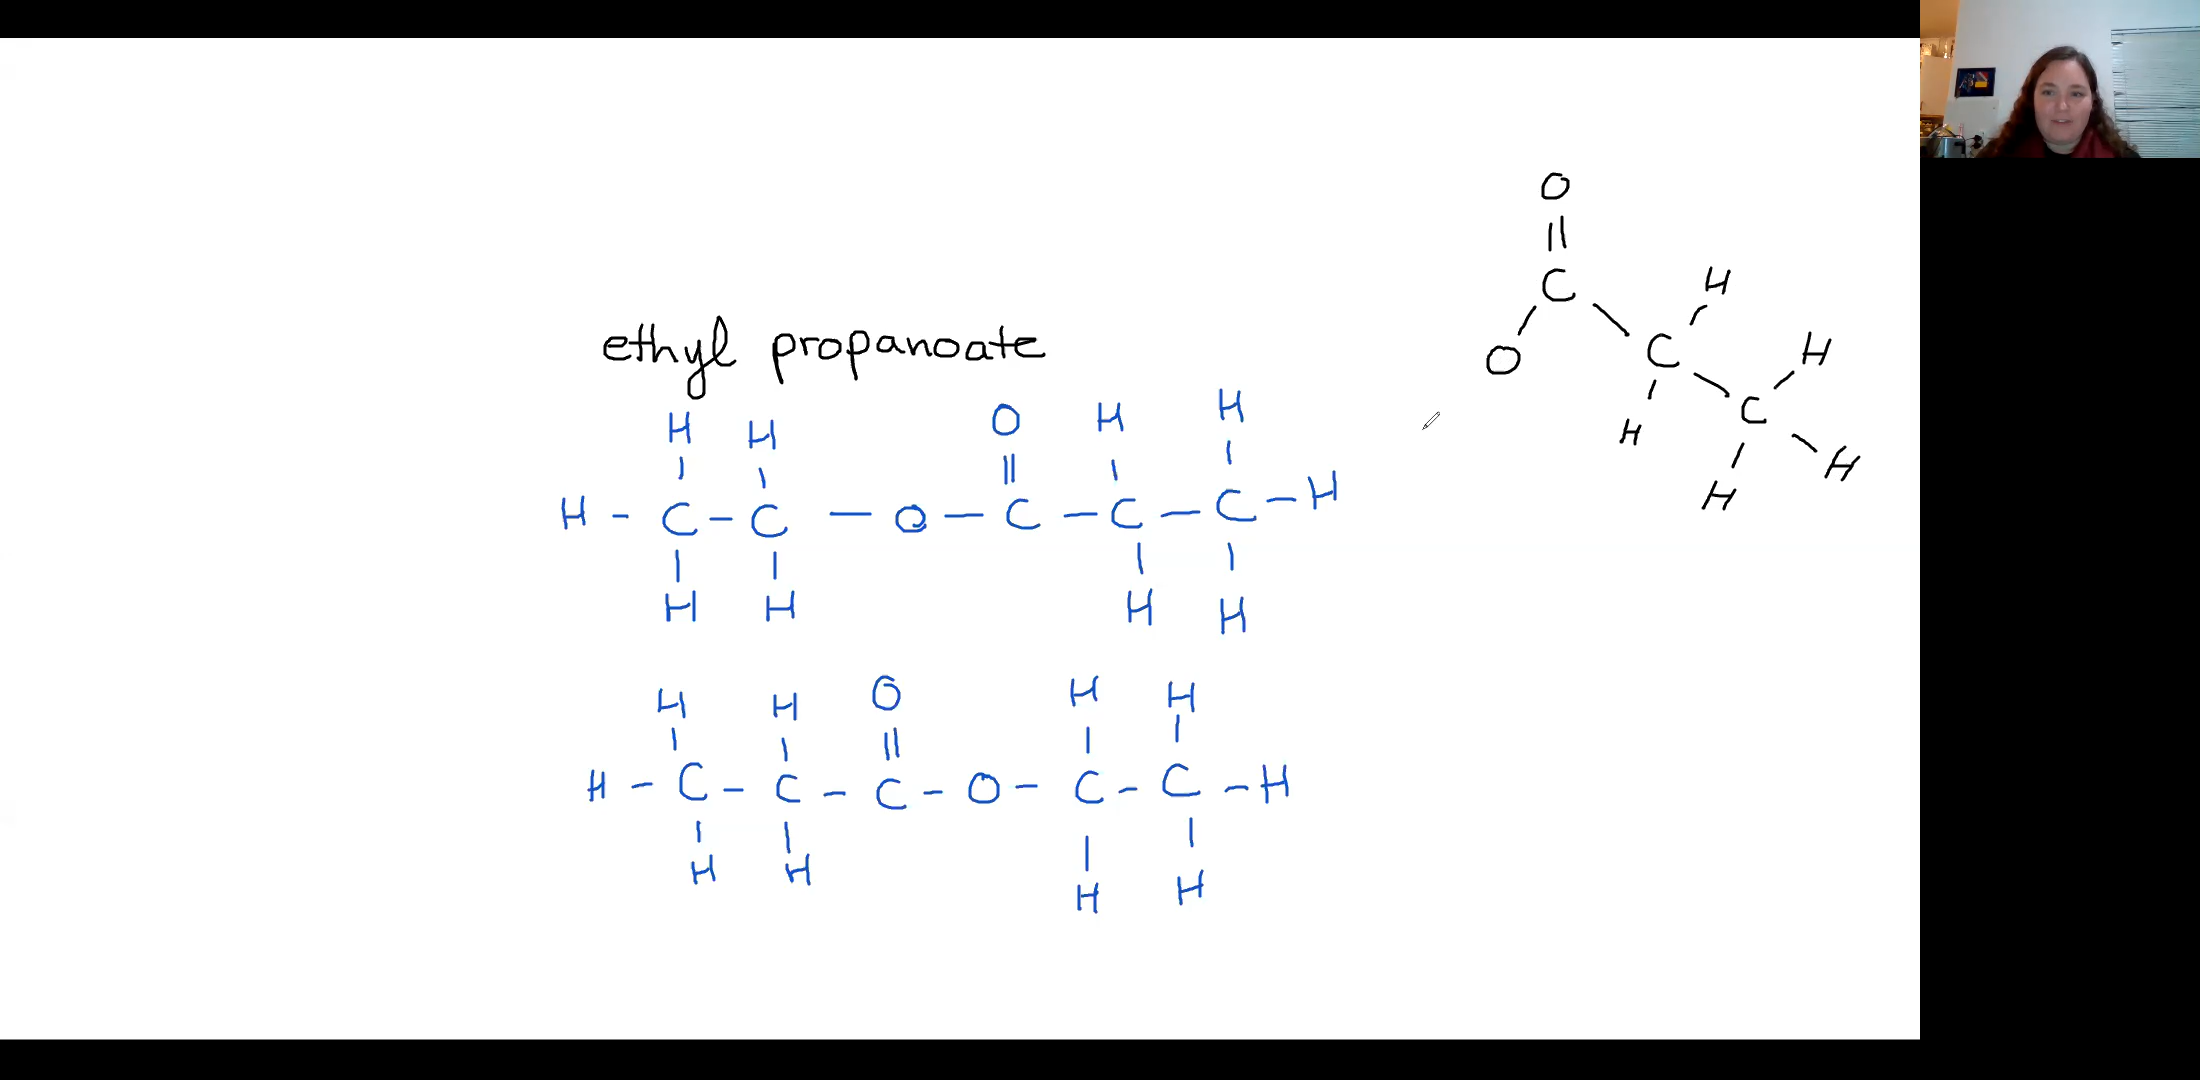 ethyl propanoate
H H O H H
|| 
H - C - C - O - C - C - C - H
H H H H
H H O H H
||
H - C - C - C - O - C - C - H
H H H H
O
||
C H
O C H
H C H
H